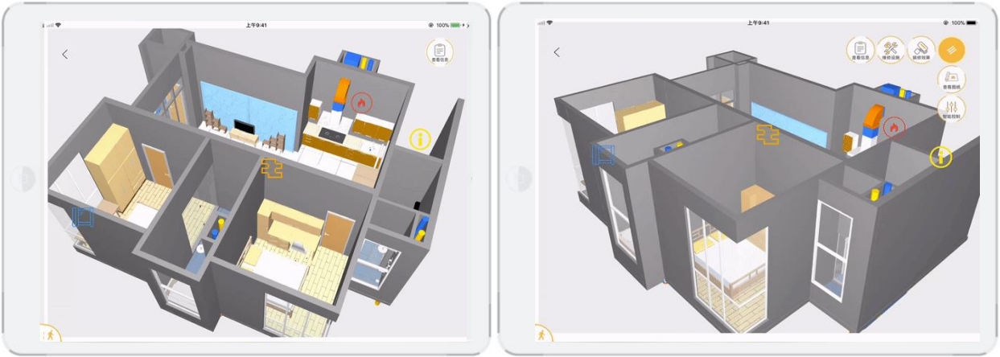 上午9:41
100%
查看信息
上午9:41
100%
查看信息
维修设施
装修效果
查看图纸
智能控制